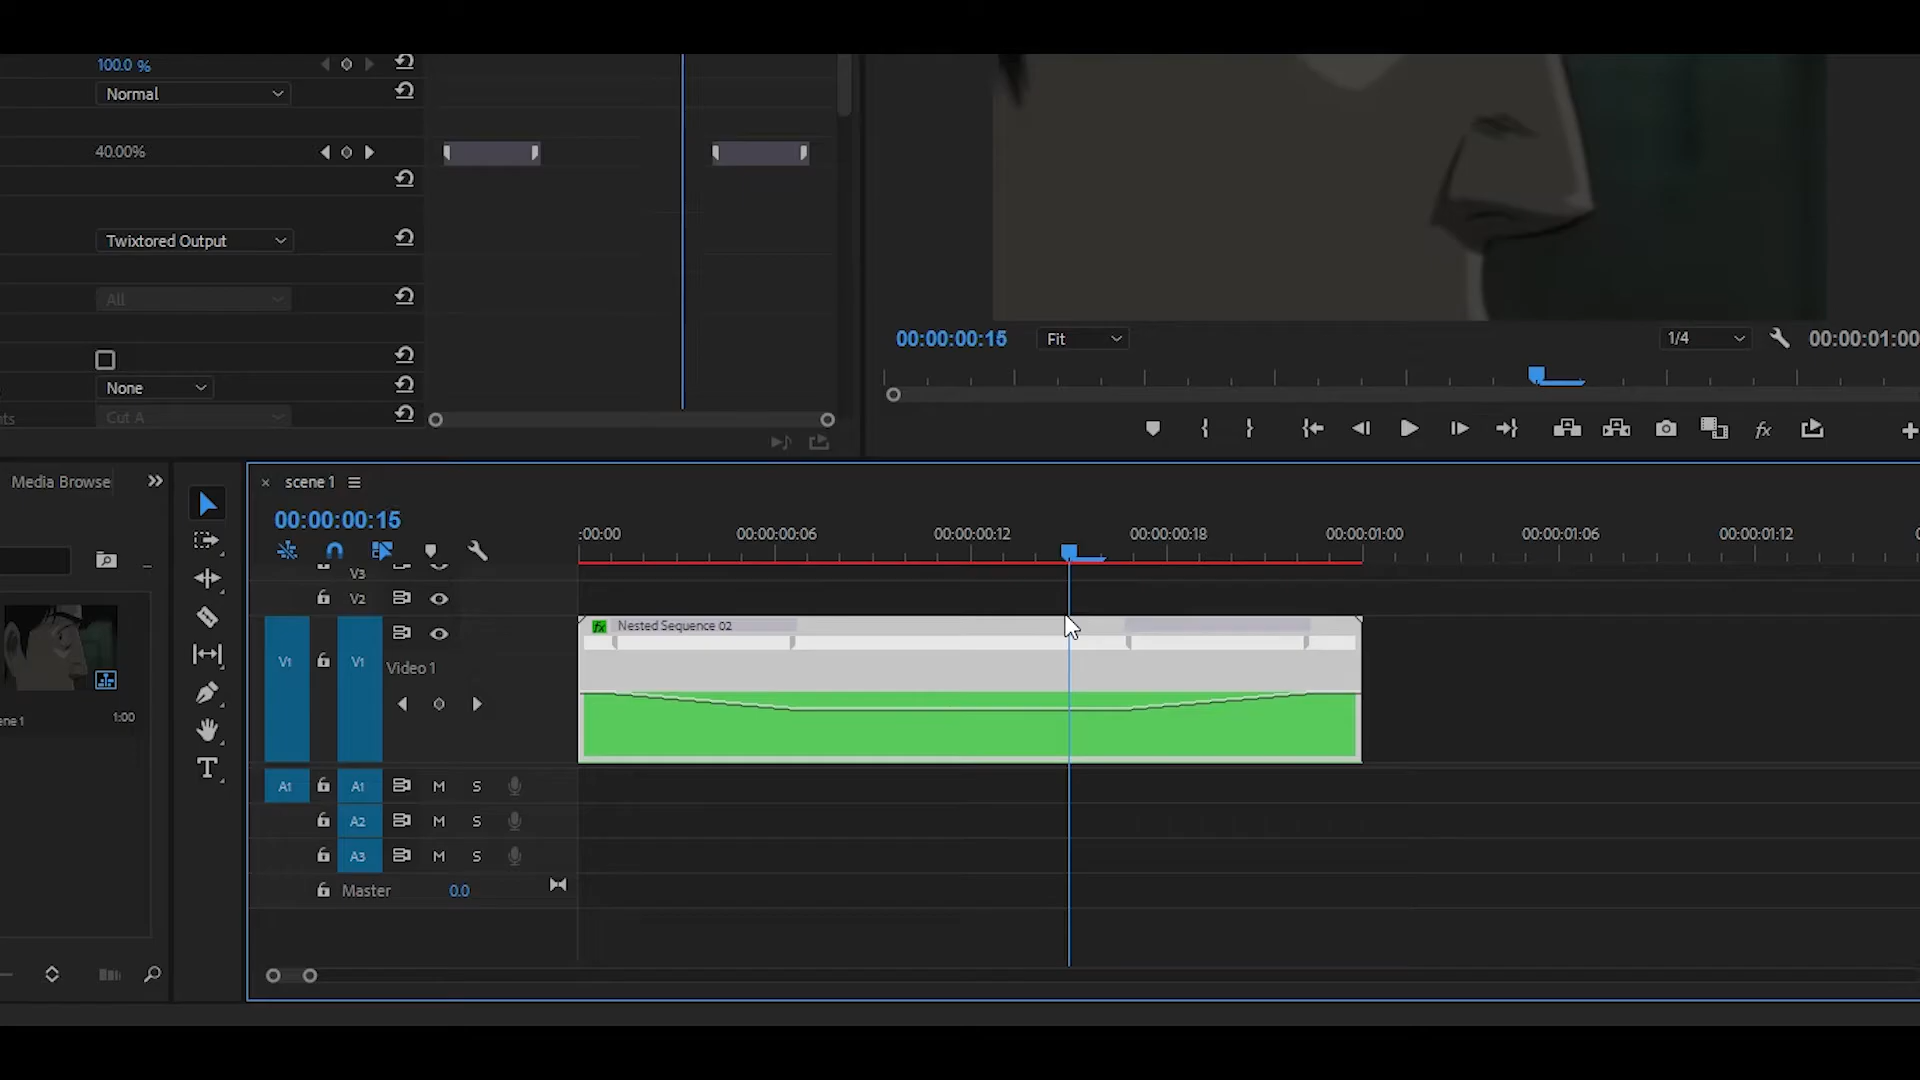 100.0 %
Normal
40.00%
Twixtored Output
All
None
Cut A
00:00:00:15
Fit
1/4
00:00:01:00
fx
Media Browse
scene 1
00:00:00:15
:00:00
00:00:00:06
00:00:00:12
00:00:00:18
00:00:01:00
00:00:01:06
00:00:01:12
V3
V2
fx
Nested Sequence 02
V1
V1
Video 1
ene 1
1:00
A1
A1
M
S
A2
M
S
A3
M
S
Master
0.0